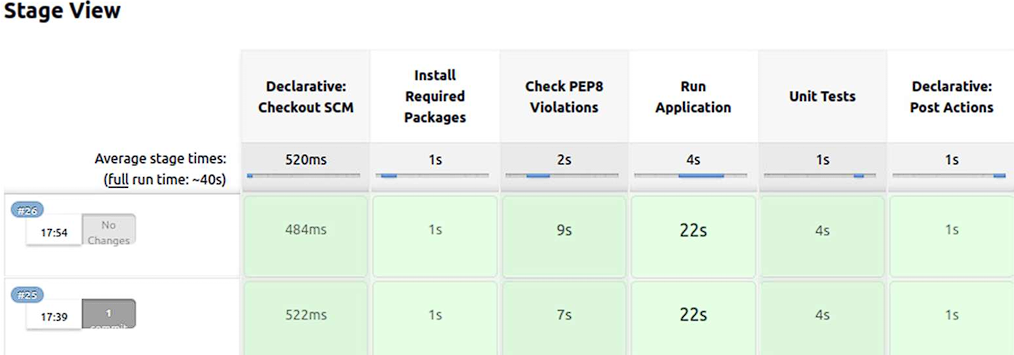 Stage View
Declarative: Checkout SCM
Install Required Packages
Check PEP8 Violations
Run Application
Unit Tests
Declarative: Post Actions
Average stage times:
(full run time: ~40s)
520ms 1s 2s 4s 1s 1s
#26
17:54
No Changes
484ms 1s 9s 22s 4s 1s
#25
17:39
1 commit
522ms 1s 7s 22s 4s 1s